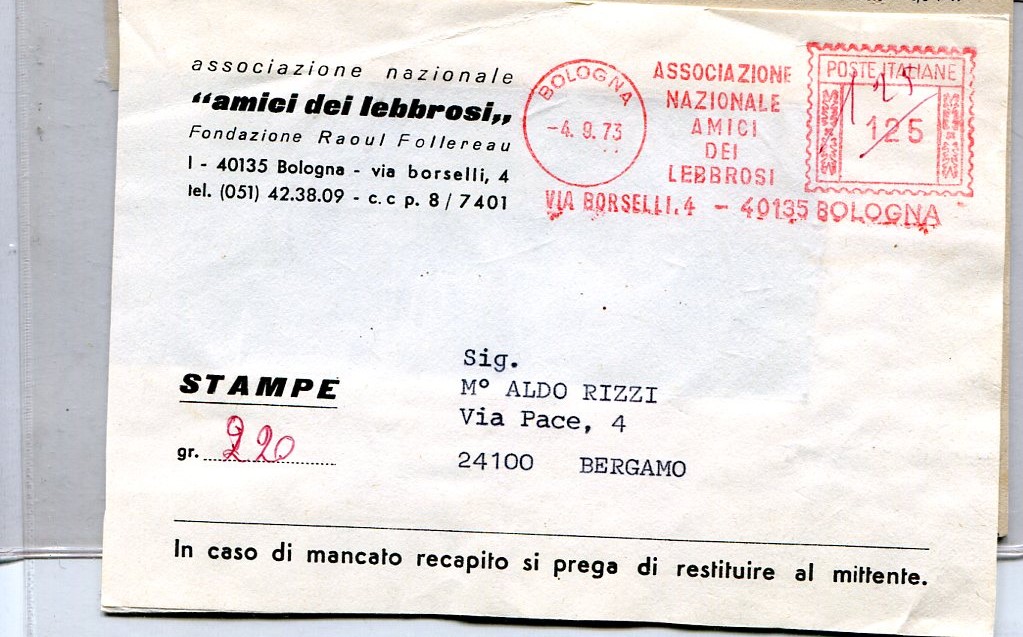 associazione nazionale
“amici dei lebbrosi„
Fondazione Raoul Follereau
I - 40135 Bologna - via borselli, 4
tel. (051) 42.38.09 - c.c p. 8 / 7401
BOLOGNA
-4. 9. 73
ASSOCIAZIONE
NAZIONALE
AMICI
DEI
LEBBROSI
VIA BORSELLI. 4 - 40135 BOLOGNA
POSTE ITALIANE
125
125
STAMPE
gr. 220
Sig.
M° ALDO RIZZI
Via Pace, 4
24100 BERGAMO
In caso di mancato recapito si prega di restituire al mittente.